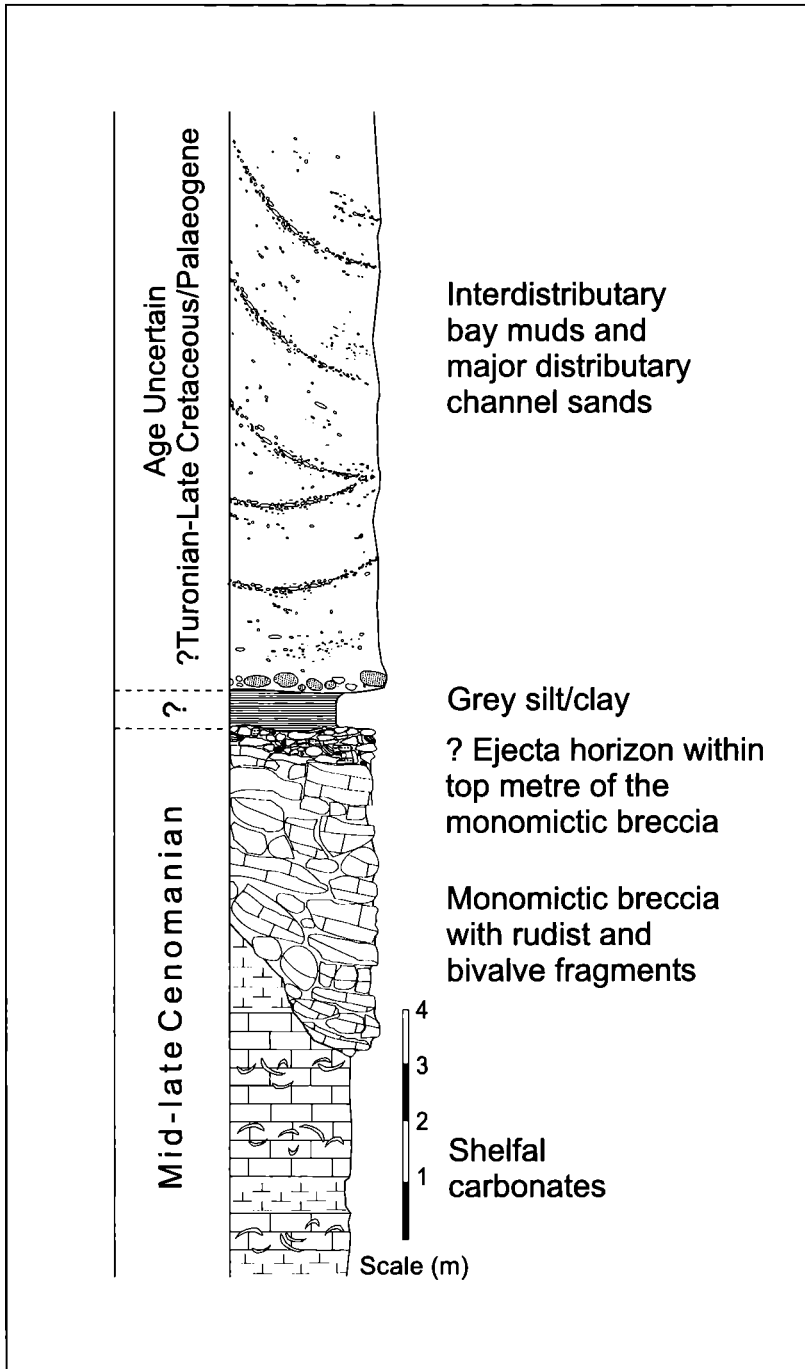 Age Uncertain
?Turonian-Late Cretaceous/Palaeogene
?
Mid-late Cenomanian
Interdistributary
bay muds and
major distributary
channel sands
Grey silt/clay
? Ejecta horizon within
top metre of the
monomictic breccia
Monomictic breccia
with rudist and
bivalve fragments
Shelfal
carbonates
4
3
2
1
Scale (m)